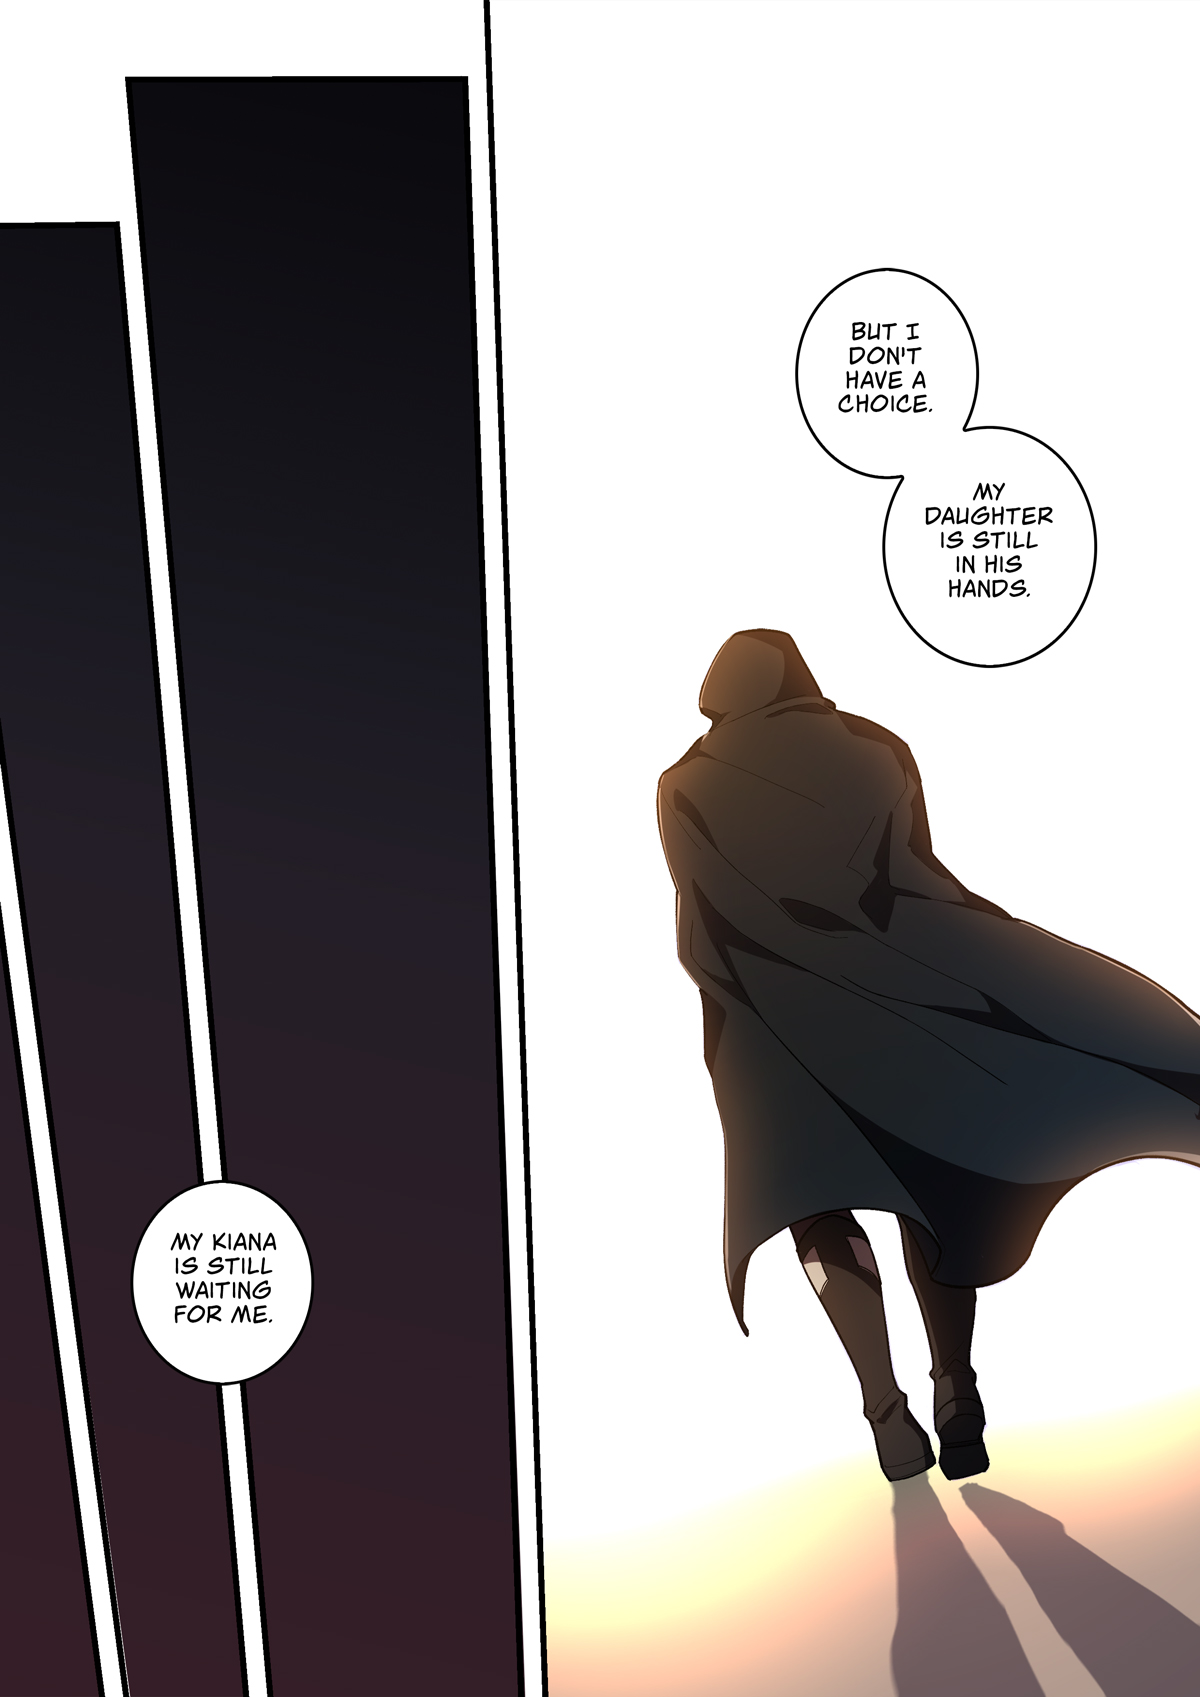 BUT I
DON'T
HAVE A
CHOICE.
MY
DAUGHTER
IS STILL
IN HIS
HANDS.
MY KIANA
IS STILL
WAITING
FOR ME.